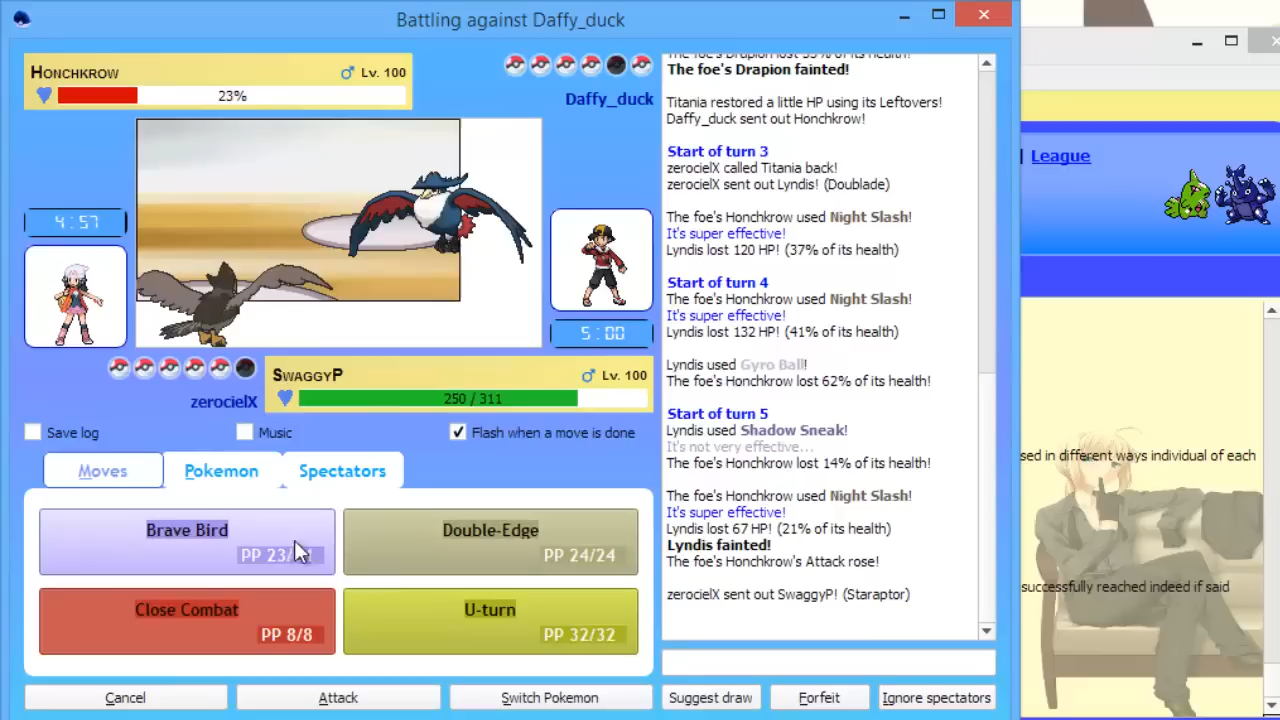 Battling against Daffy_duck
Honchkrow ♂ Lv. 100
23%
Daffy_duck
4:57
5:00
zerocielX
SwaggyP ♂ Lv. 100
250 / 311
Save log
Music
Flash when a move is done
Moves
Pokemon
Spectators
Brave Bird
PP 23/
Double-Edge
PP 24/24
Close Combat
PP 8/8
U-turn
PP 32/32
Cancel
Attack
Switch Pokemon
The foe's Drapion fainted!
Titania restored a little HP using its Leftovers!
Daffy_duck sent out Honchkrow!
Start of turn 3
zerocielX called Titania back!
zerocielX sent out Lyndis! (Doublade)
The foe's Honchkrow used Night Slash!
It's super effective!
Lyndis lost 120 HP! (37% of its health)
Start of turn 4
The foe's Honchkrow used Night Slash!
It's super effective!
Lyndis lost 132 HP! (41% of its health)
Lyndis used Gyro Ball!
The foe's Honchkrow lost 62% of its health!
Start of turn 5
Lyndis used Shadow Sneak!
It's not very effective...
The foe's Honchkrow lost 14% of its health!
The foe's Honchkrow used Night Slash!
It's super effective!
Lyndis lost 67 HP! (21% of its health)
Lyndis fainted!
The foe's Honchkrow's Attack rose!
zerocielX sent out SwaggyP! (Staraptor)
Suggest draw
Forfeit
Ignore spectators
League
sed in different ways individual of each
successfully reached indeed if said